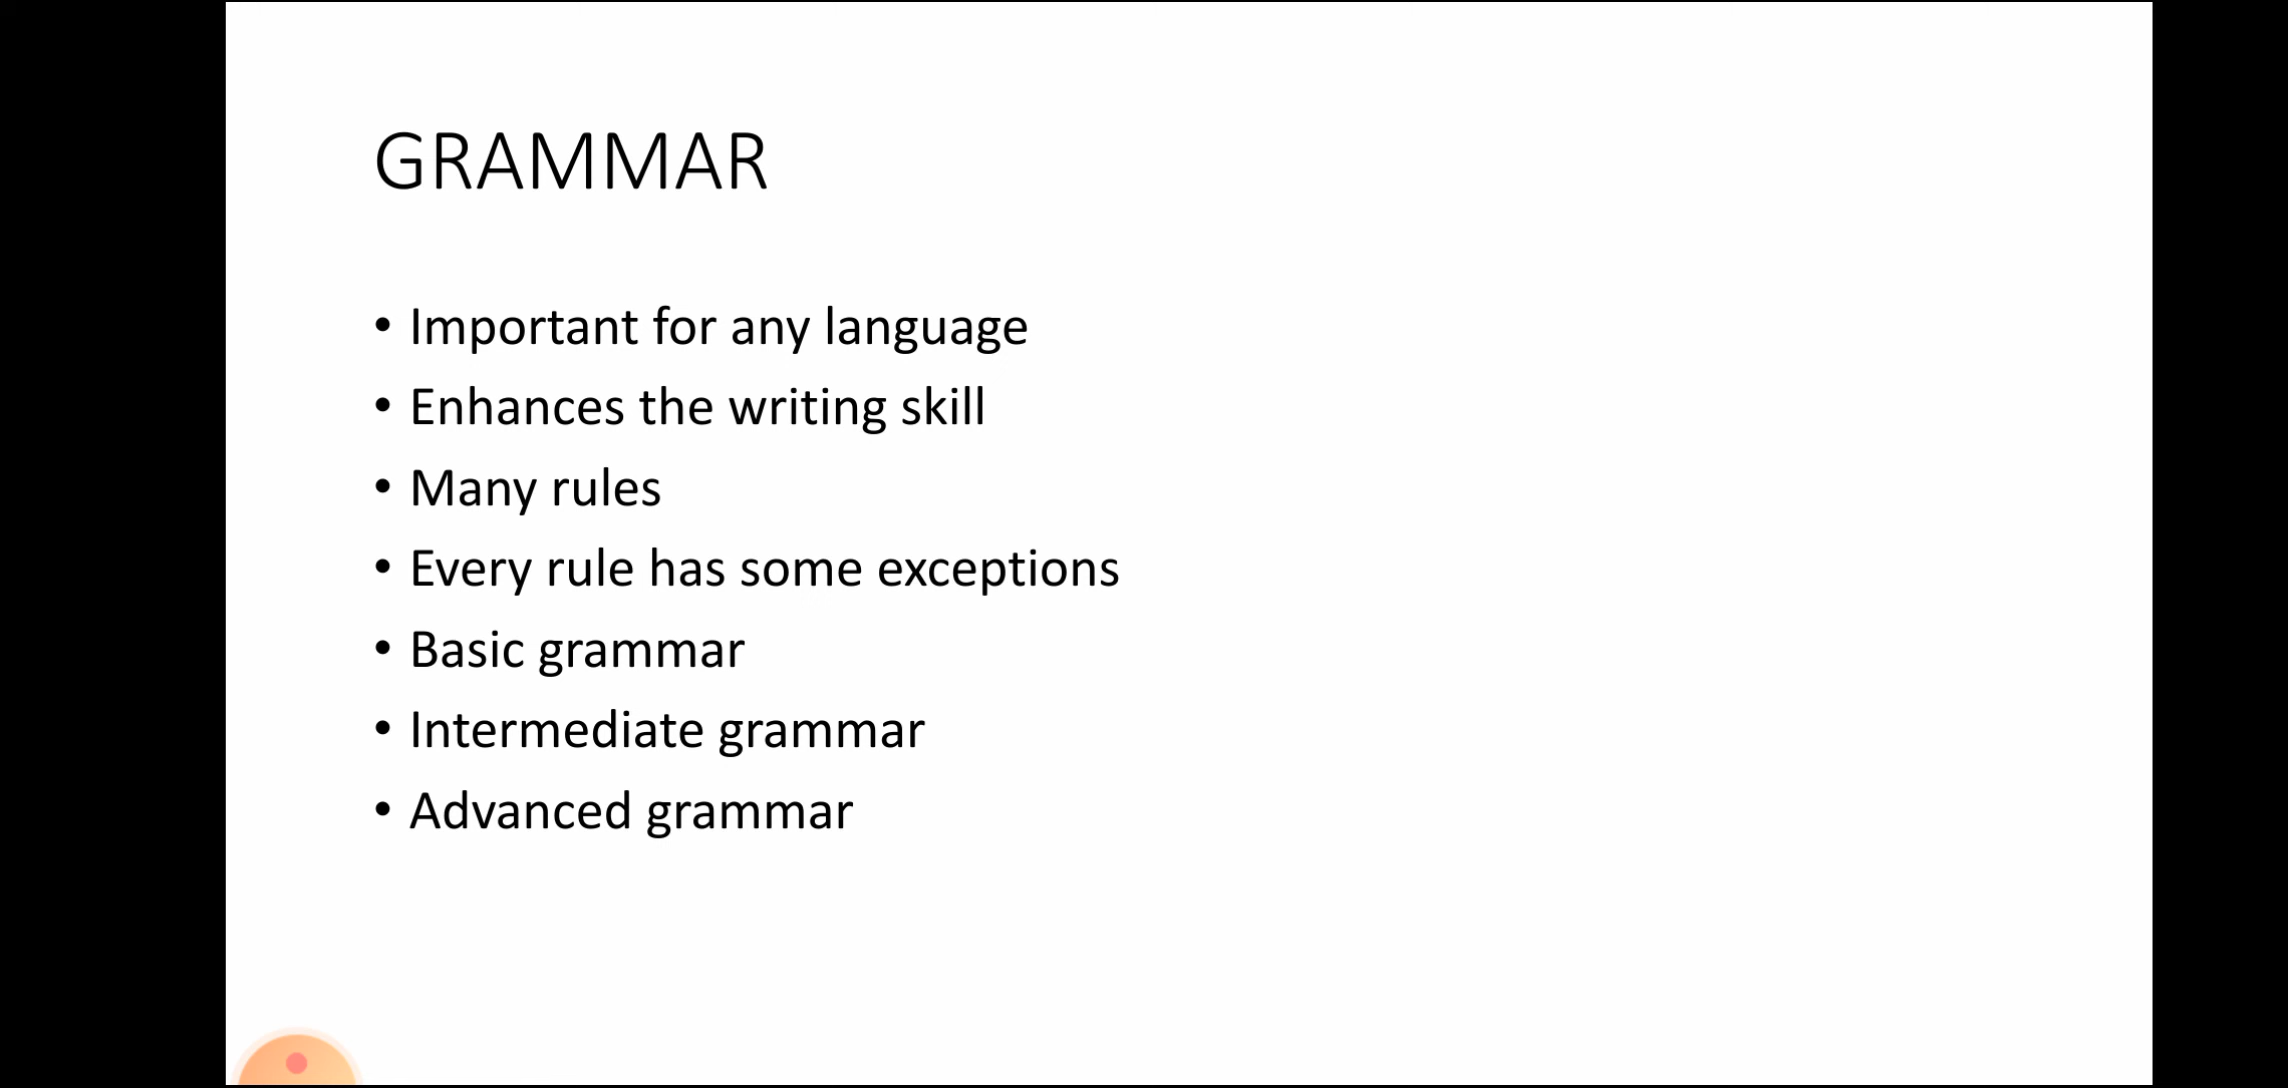 GRAMMAR
• Important for any language
• Enhances the writing skill
• Many rules
• Every rule has some exceptions
• Basic grammar
• Intermediate grammar
• Advanced grammar